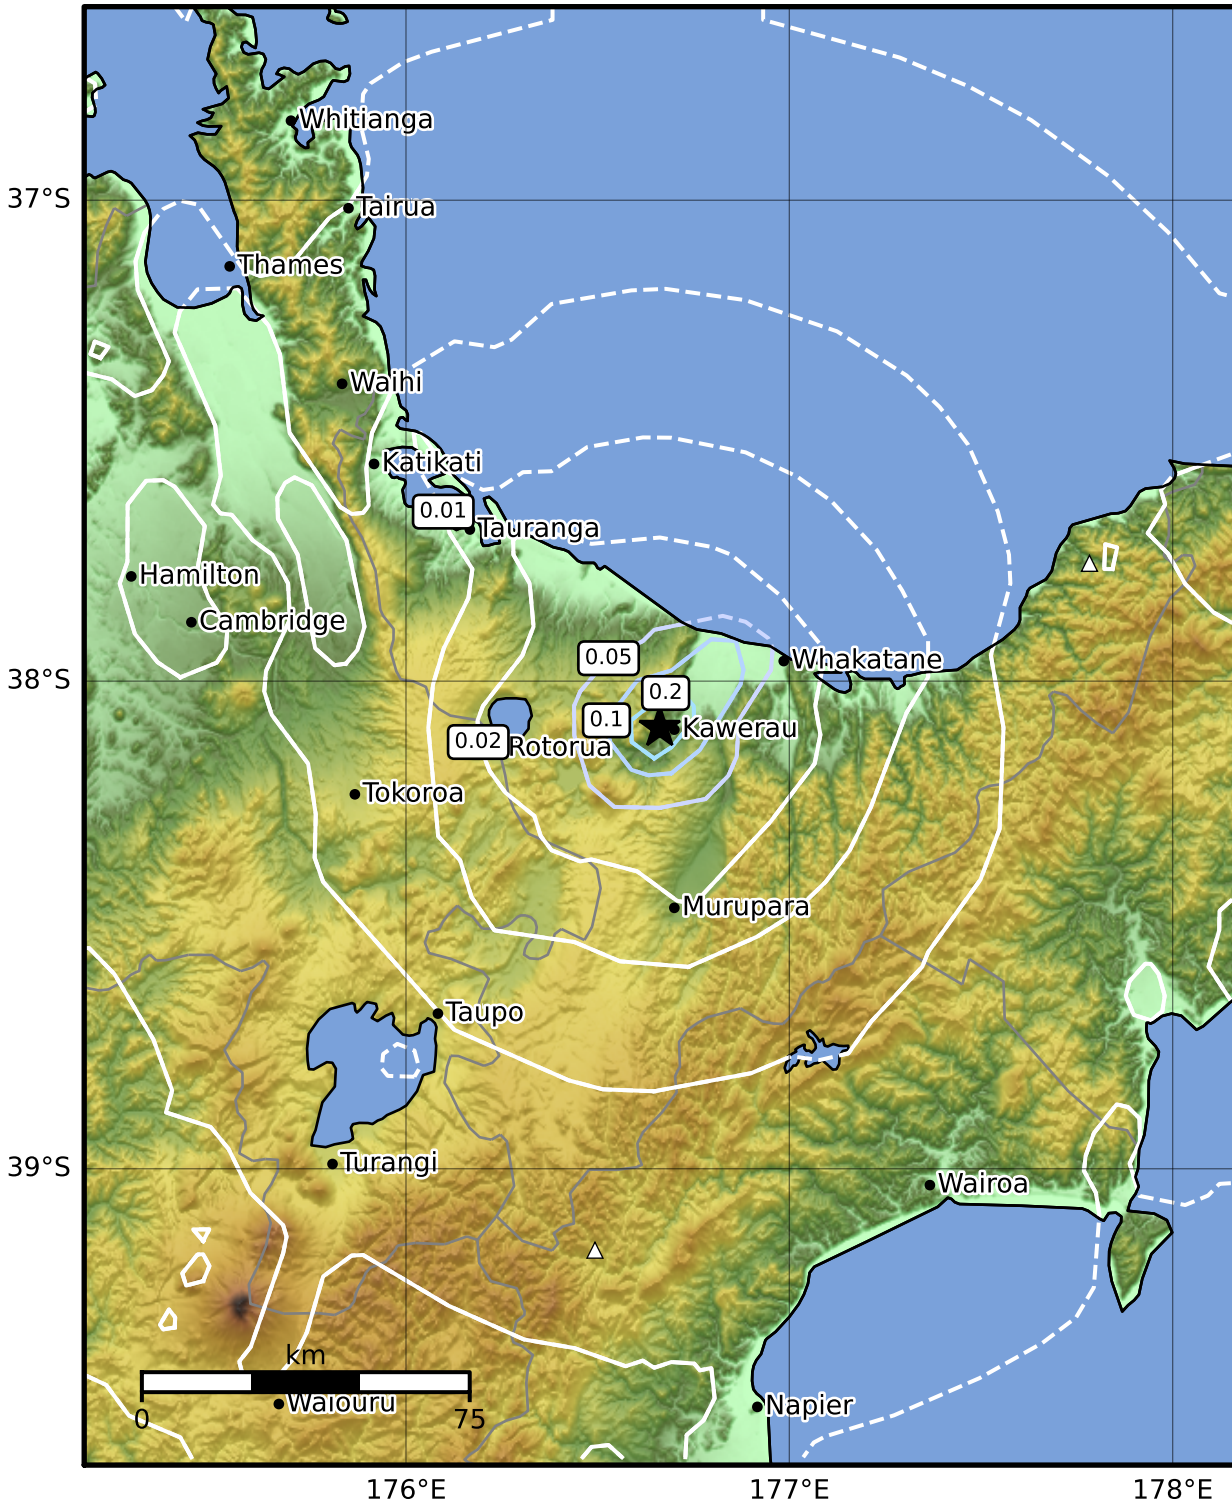 Whitianga
37°S
Tairua
Thames
Waihi
Katikati
0.01
Tauranga
Hamilton
Cambridge
0.05
Whakatane
38°S
0.2
0.1
Kawerau
0.02
Rotorua
Tokoroa
Murupara
Taupo
Turangi
39°S
Wairoa
km
Waiouru
Napier
0
75
176°E
177°E
178°E